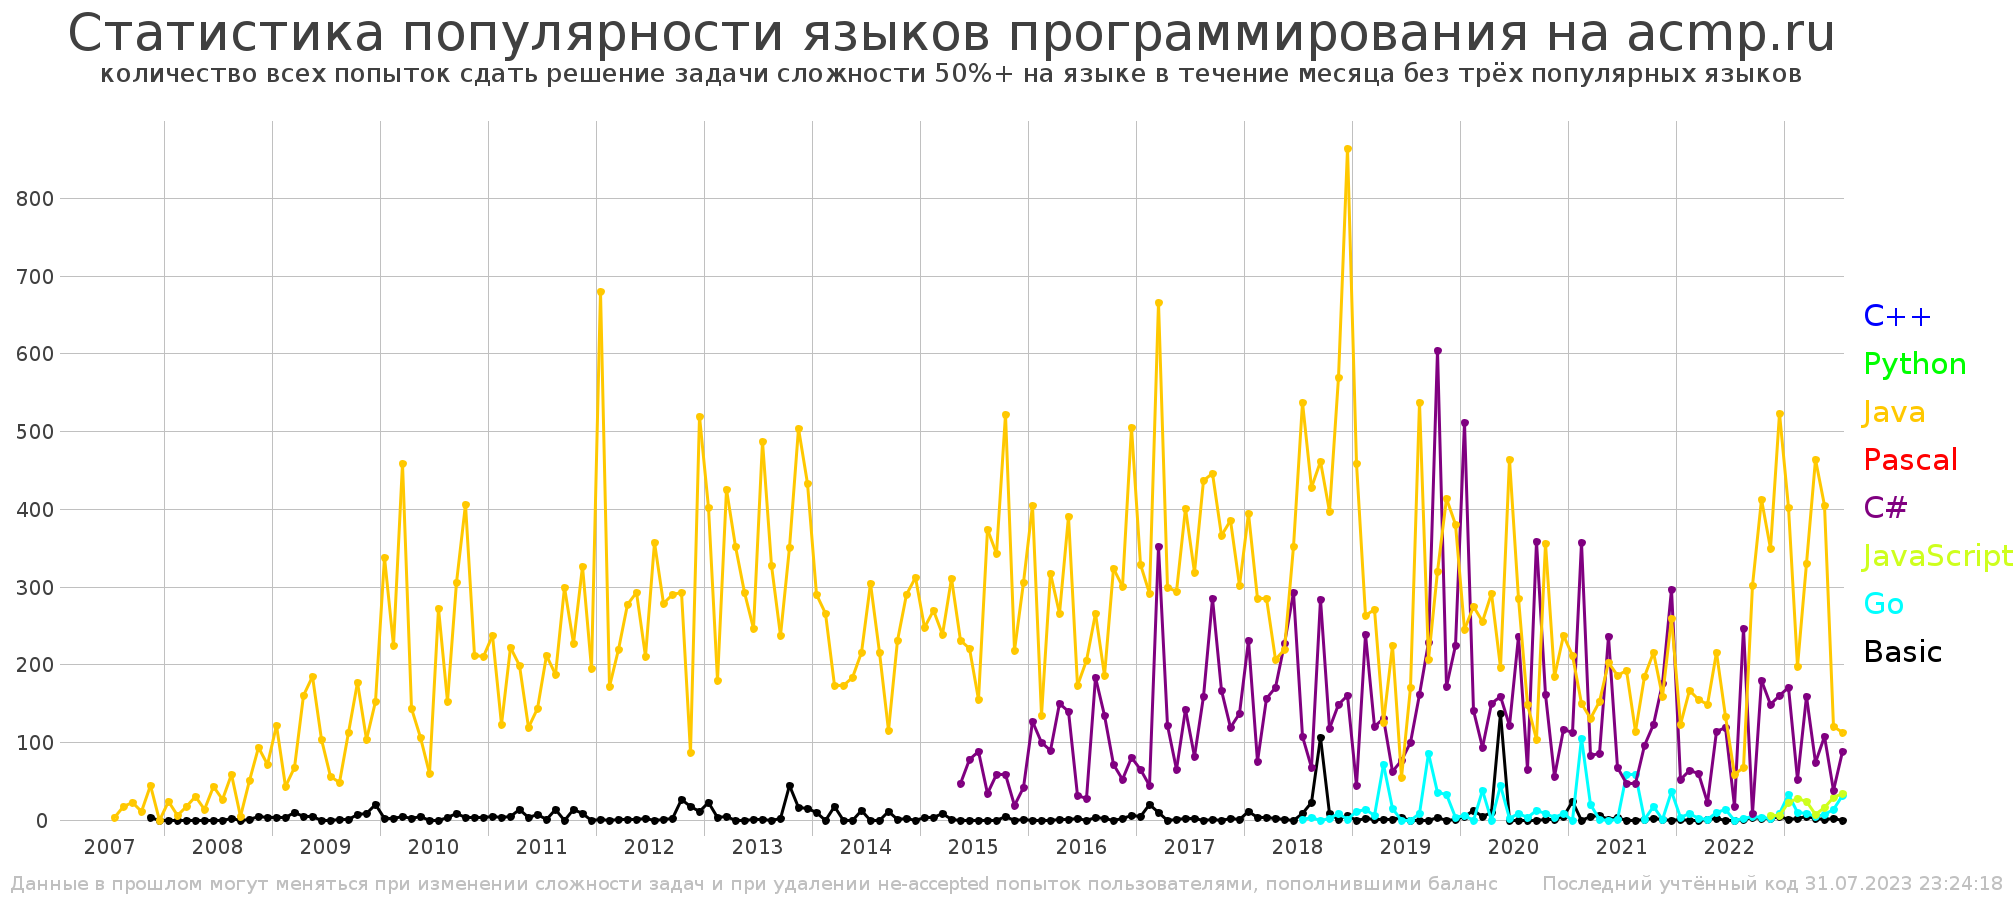 Статистика популярности языков программирования на acmp.ru
количество всех попыток сдать решение задачи сложности 50%+ на языке в течение месяца без трёх популярных языков
800
700
600
500
400
300
200
100
0
C++
Python
Java
Pascal
C#
JavaScript
Go
Basic
2007 2008 2009 2010 2011 2012 2013 2014 2015 2016 2017 2018 2019 2020 2021 2022
Данные в прошлом могут меняться при изменении сложности задач и при удалении не-accepted попыток пользователями, пополнившими баланс Последний учтённый код 31.07.2023 23:24:18